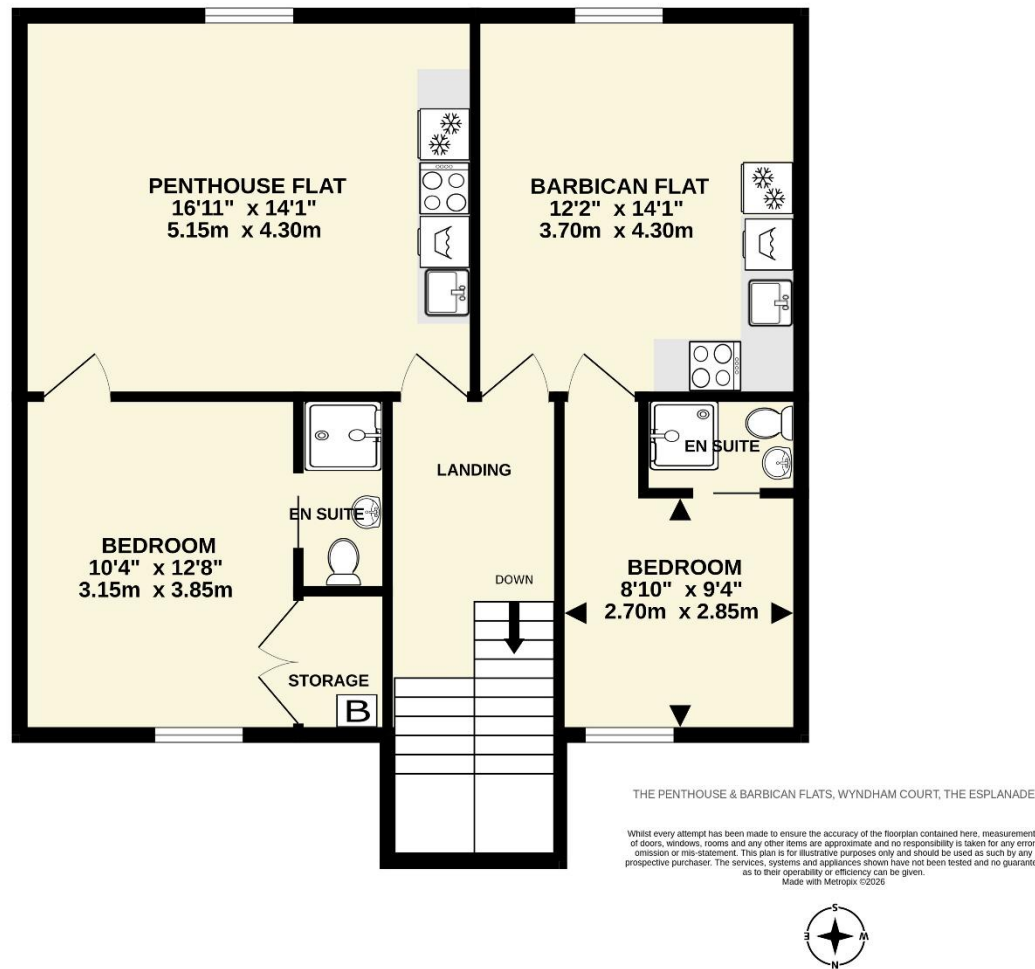 PENTHOUSE FLAT
16'11" x 14'1"
5.15m x 4.30m
BARBICAN FLAT
12'2" x 14'1"
3.70m x 4.30m
LANDING
EN SUITE
EN SUITE
BEDROOM
10'4" x 12'8"
3.15m x 3.85m
DOWN
BEDROOM
8'10" x 9'4"
2.70m x 2.85m
STORAGE
B
THE PENTHOUSE & BARBICAN FLATS, WYNDHAM COURT, THE ESPLANADE
Whilst every attempt has been made to ensure the accuracy of the floorplan contained here, measurement
of doors, windows, rooms and any other items are approximate and no responsibility is taken for any error
omission or mis-statement. This plan is for illustrative purposes only and should be used as such by any
prospective purchaser. The services, systems and appliances shown have not been tested and no guarante
as to their operability or efficiency can be given.
Made with Metropix ©2026
S
E
W
N